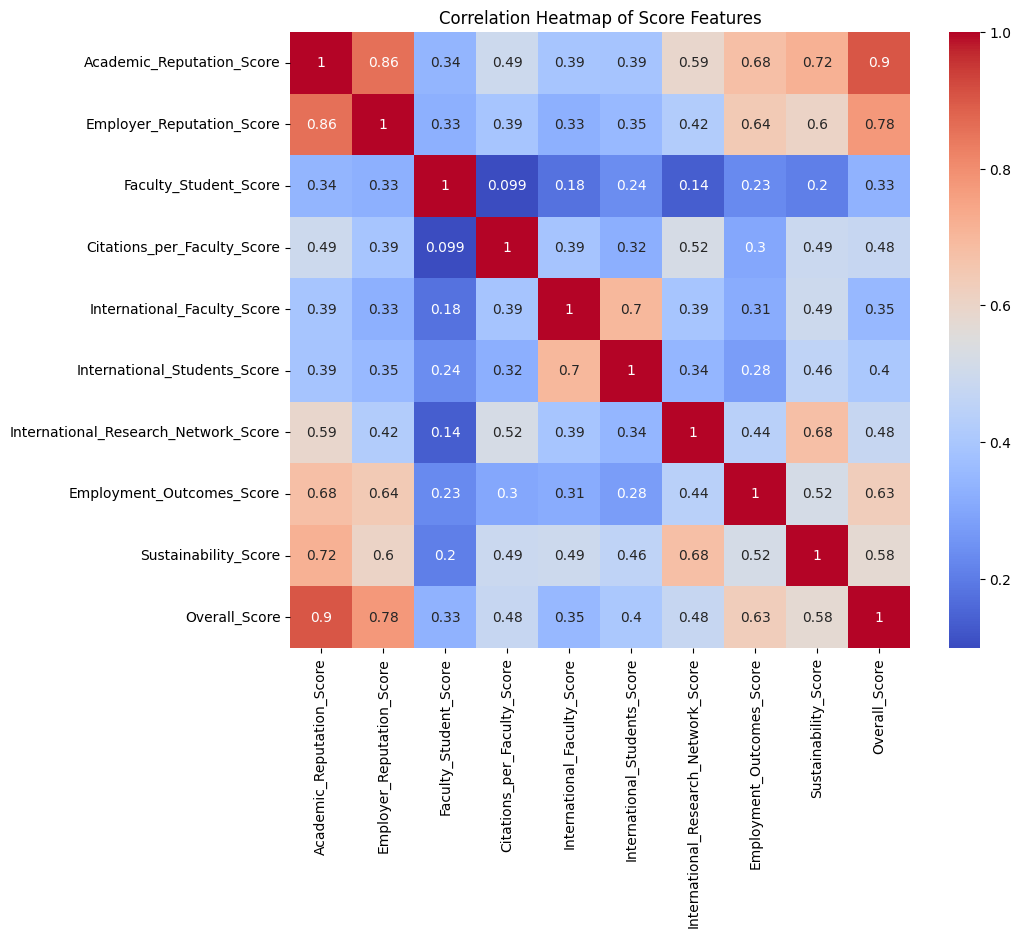 Correlation Heatmap of Score Features
Academic_Reputation_Score 1 0.86 0.34 0.49 0.39 0.39 0.59 0.68 0.72 0.9
Employer_Reputation_Score 0.86 1 0.33 0.39 0.33 0.35 0.42 0.64 0.6 0.78
Faculty_Student_Score 0.34 0.33 1 0.099 0.18 0.24 0.14 0.23 0.2 0.33
Citations_per_Faculty_Score 0.49 0.39 0.099 1 0.39 0.32 0.52 0.3 0.49 0.48
International_Faculty_Score 0.39 0.33 0.18 0.39 1 0.7 0.39 0.31 0.49 0.35
International_Students_Score 0.39 0.35 0.24 0.32 0.7 1 0.34 0.28 0.46 0.4
International_Research_Network_Score 0.59 0.42 0.14 0.52 0.39 0.34 1 0.44 0.68 0.48
Employment_Outcomes_Score 0.68 0.64 0.23 0.3 0.31 0.28 0.44 1 0.52 0.63
Sustainability_Score 0.72 0.6 0.2 0.49 0.49 0.46 0.68 0.52 1 0.58
Overall_Score 0.9 0.78 0.33 0.48 0.35 0.4 0.48 0.63 0.58 1
Academic_Reputation_Score
Employer_Reputation_Score
Faculty_Student_Score
Citations_per_Faculty_Score
International_Faculty_Score
International_Students_Score
International_Research_Network_Score
Employment_Outcomes_Score
Sustainability_Score
Overall_Score
1.0
0.8
0.6
0.4
0.2